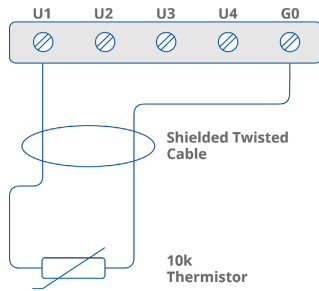 U1 U2 U3 U4 G0
Shielded Twisted
Cable
10k
Thermistor